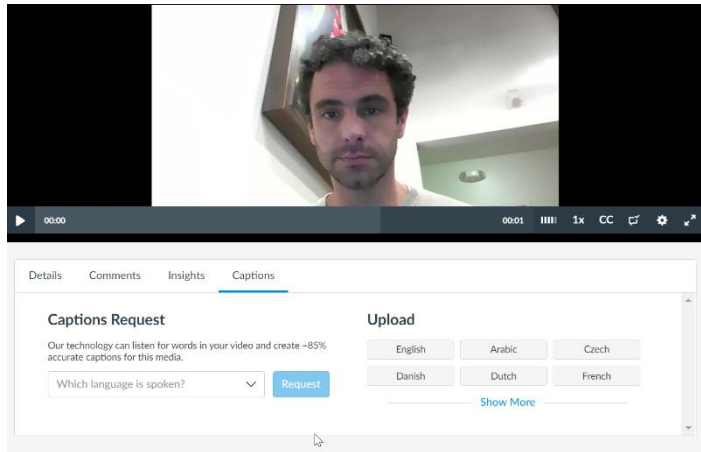 00:00
00:01 1x CC
Details Comments Insights Captions
Captions Request
Our technology can listen for words in your video and create ~85%
accurate captions for this media.
Which language is spoken?
Request
Upload
English Arabic Czech
Danish Dutch French
Show More